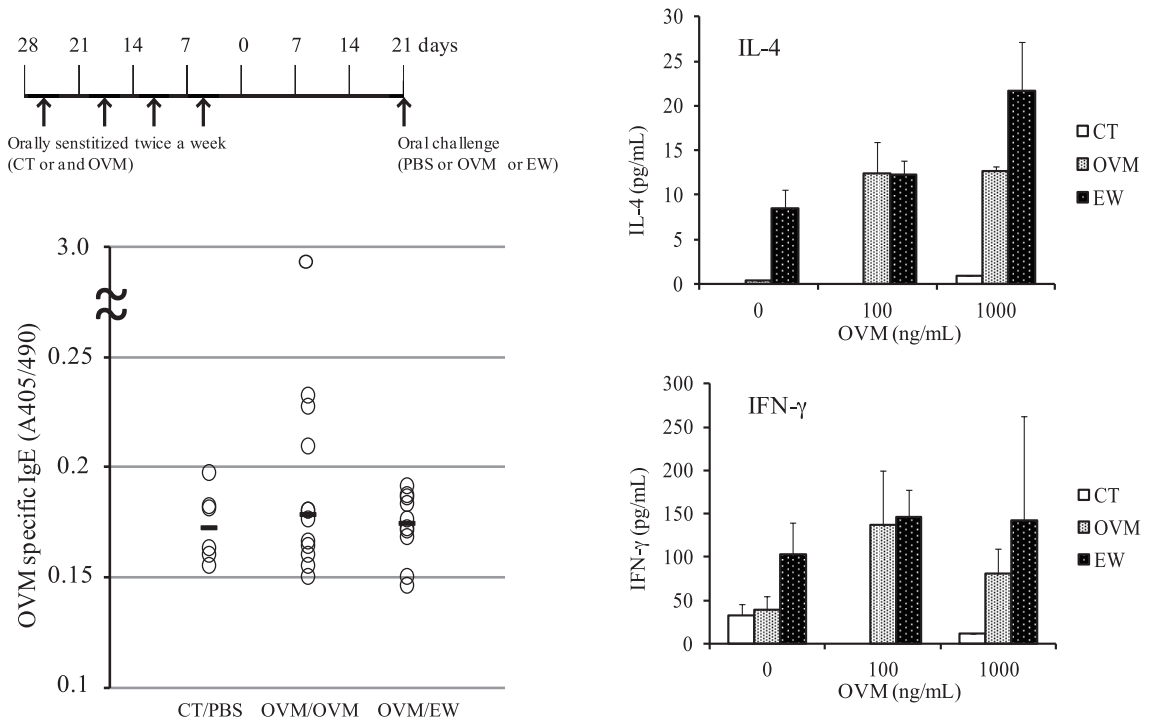 28 21 14 7 0 7 14 21 days
Orally senstitized twice a week
(CT or and OVM)
Oral challenge
(PBS or OVM or EW)
OVM specific IgE (A405/490)
3.0
0.25
0.2
0.15
0.1
CT/PBS OVM/OVM OVM/EW
IL-4
IL-4 (pg/mL)
30
25
20
15
10
5
0
0 100 1000
OVM (ng/mL)
CT
OVM
EW
IFN-γ
IFN-γ (pg/mL)
300
250
200
150
100
50
0
0 100 1000
OVM (ng/mL)
CT
OVM
EW